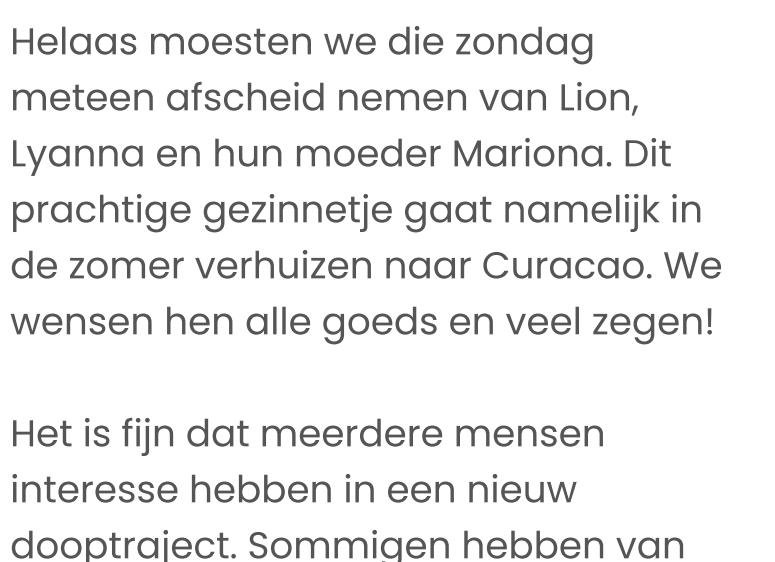 Helaas moesten we die zondag
meteen afscheid nemen van Lion,
Lyanna en hun moeder Mariona. Dit
prachtige gezinnetje gaat namelijk in
de zomer verhuizen naar Curacao. We
wensen hen alle goeds en veel zegen!
Het is fijn dat meerdere mensen
interesse hebben in een nieuw
dooptraject. Sommigen hebben van